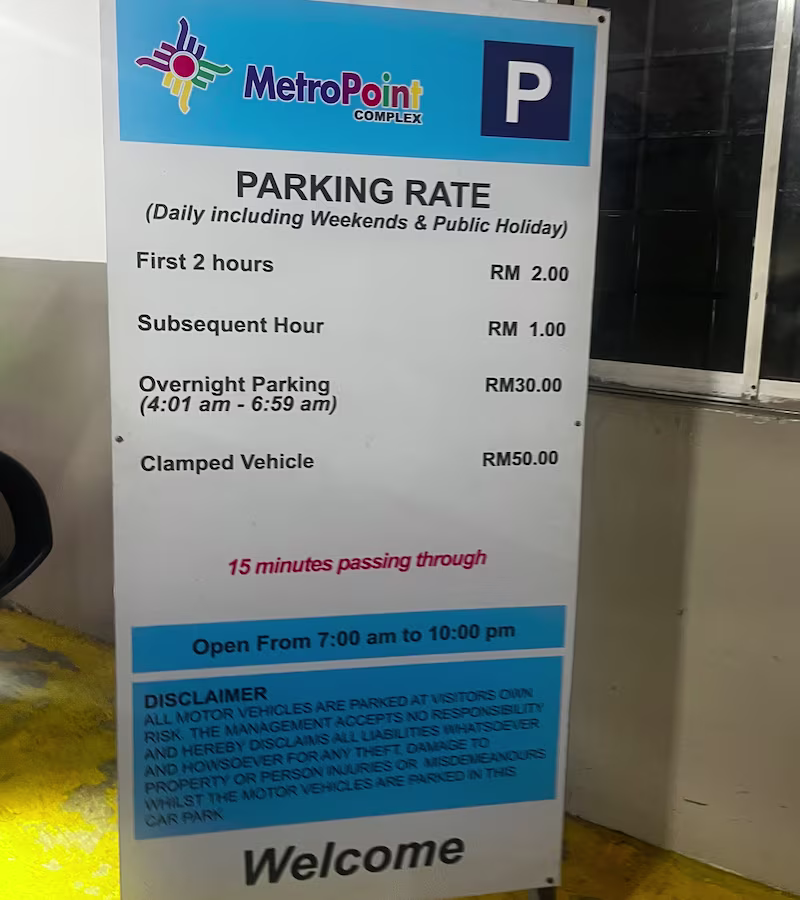 MetroPoint
COMPLEX
P
PARKING RATE
(Daily including Weekends & Public Holiday)
First 2 hours RM 2.00
Subsequent Hour RM 1.00
Overnight Parking RM30.00
(4:01 am - 6:59 am)
Clamped Vehicle RM50.00
15 minutes passing through
Open From 7:00 am to 10:00 pm
DISCLAIMER
ALL MOTOR VEHICLES ARE PARKED AT VISITORS OWN
RISK. THE MANAGEMENT ACCEPTS NO RESPONSIBILITY
AND HEREBY DISCLAIMS ALL LIABILITIES WHATSOEVER
AND HOWSOEVER FOR ANY THEFT, DAMAGE TO
PROPERTY OR PERSON INJURIES OR MISDEMEANOURS
WHILST THE MOTOR VEHICLES ARE PARKED IN THIS
CAR PARK
Welcome